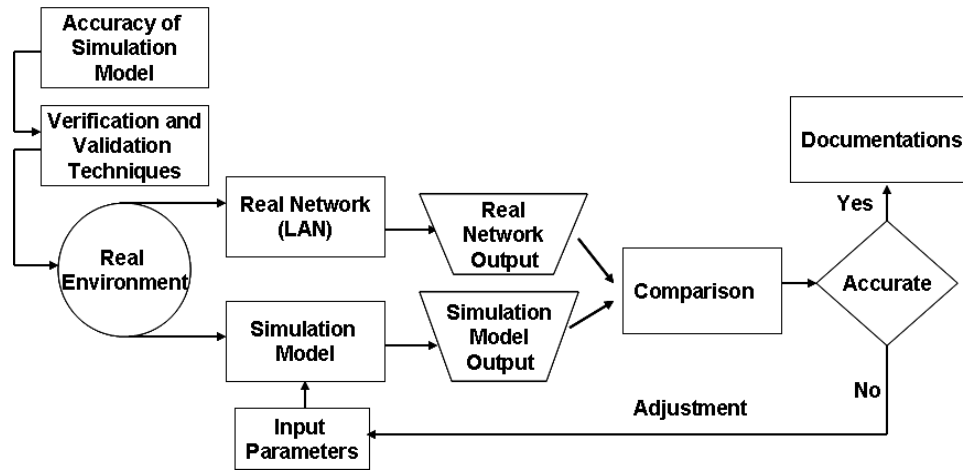 Accuracy of
Simulation
Model
Verification and
Validation
Techniques
Real
Environment
Real Network
(LAN)
Real
Network
Output
Simulation
Model
Simulation
Model
Output
Input
Parameters
Comparison
Accurate
Yes
Documentations
No
Adjustment